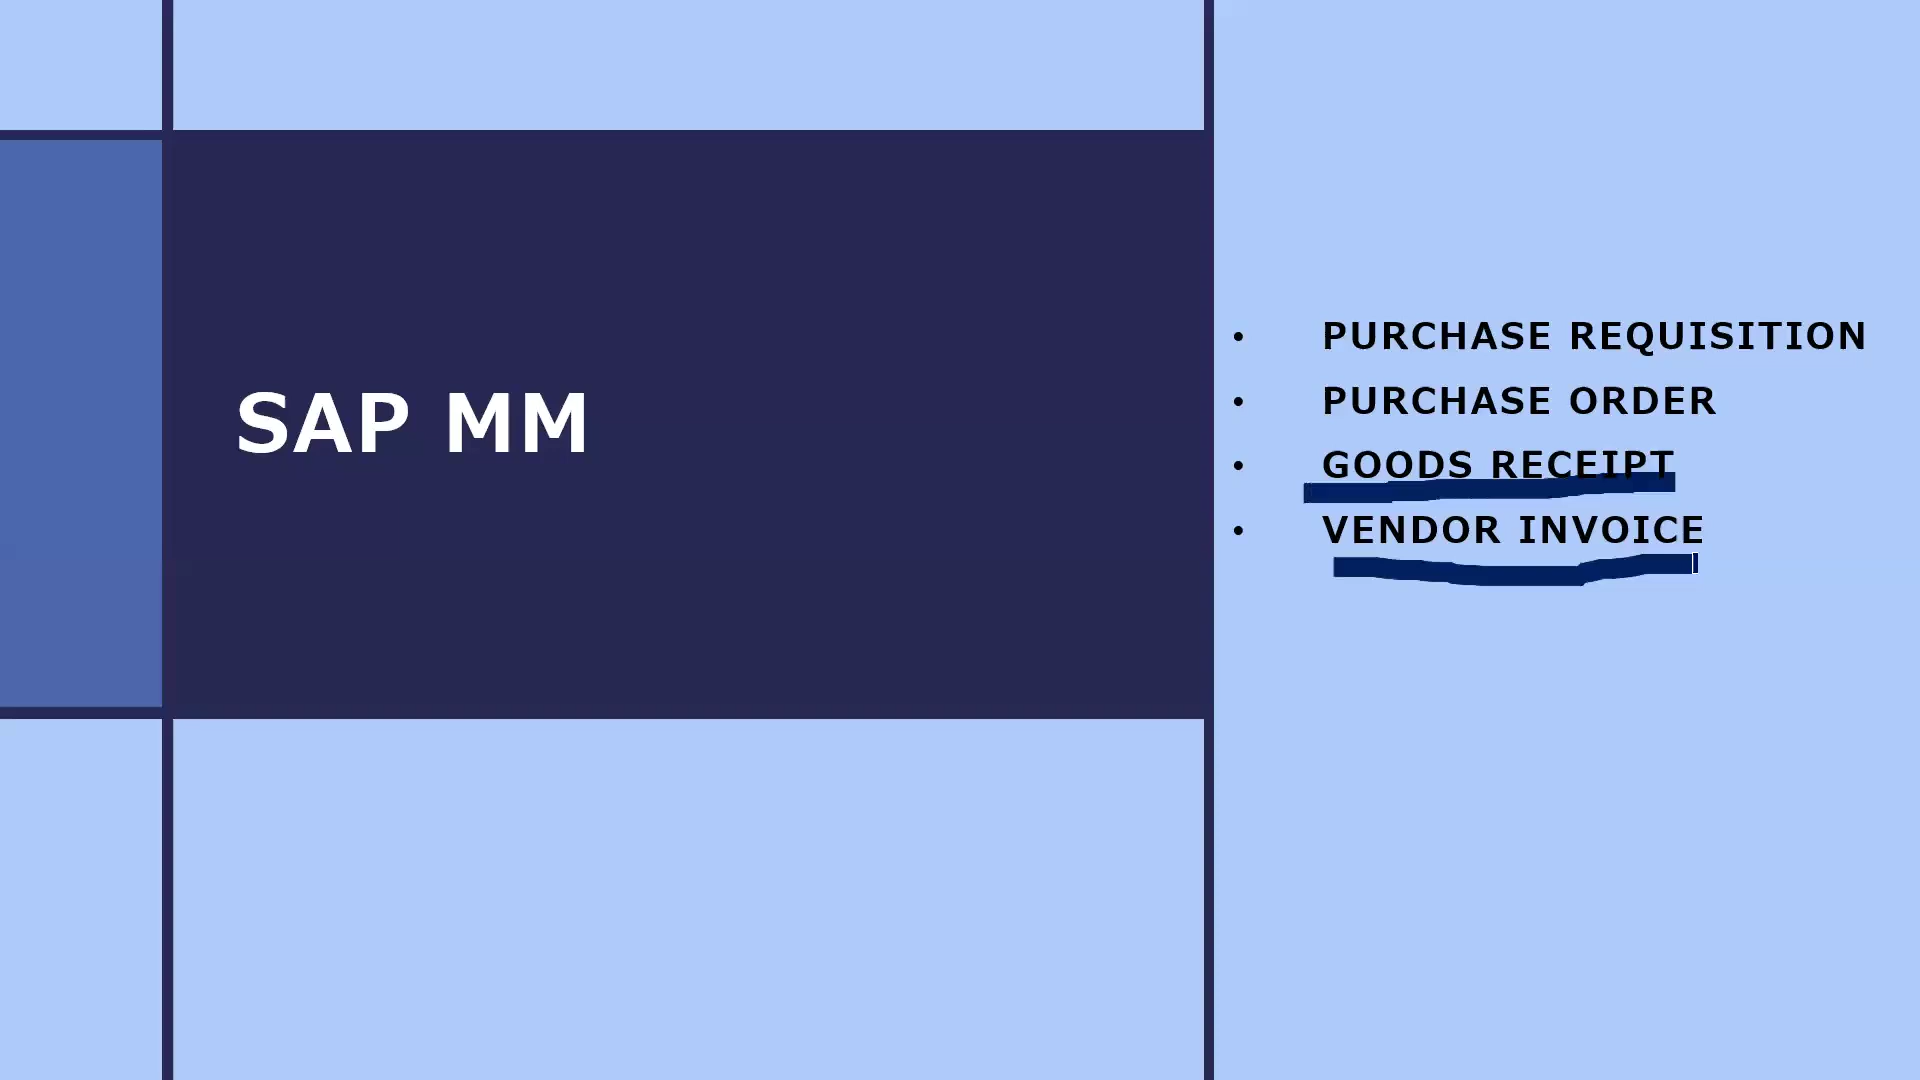 SAP MM
• PURCHASE REQUISITION
• PURCHASE ORDER
• GOODS RECEIPT
• VENDOR INVOICE